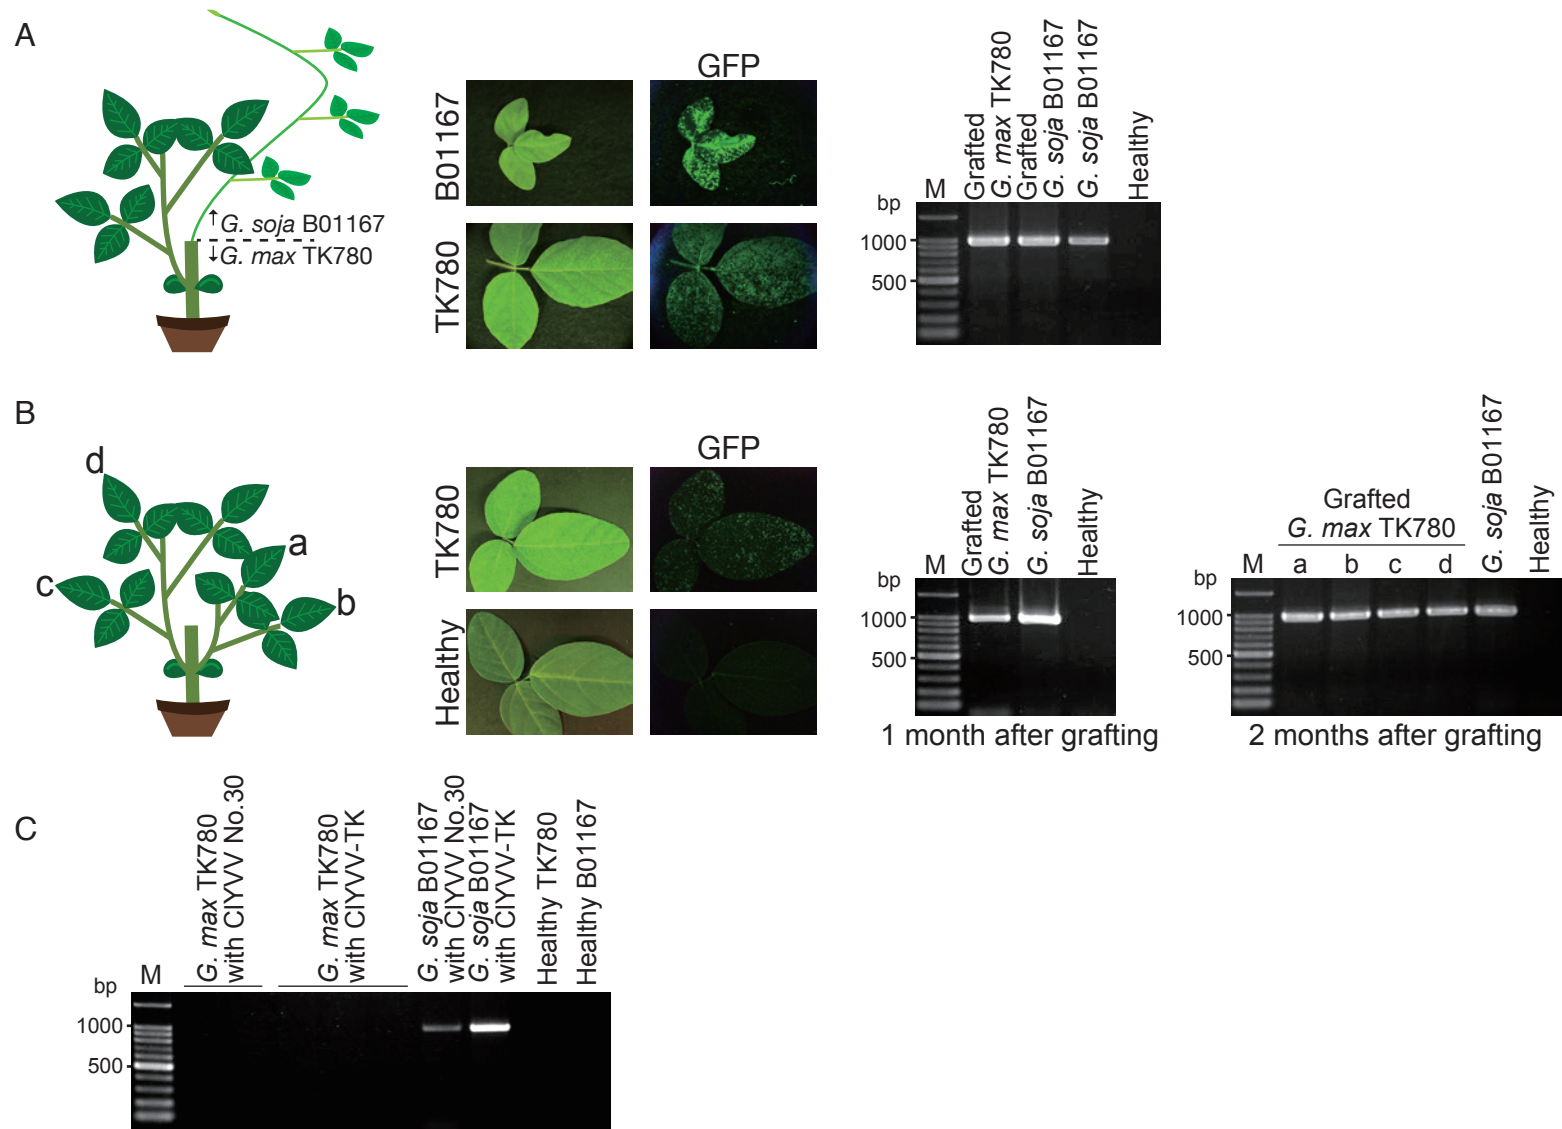 A
↑G. soja B01167
↓G. max TK780
GFP
B01167
TK780
Grafted
G. max TK780
Grafted
G. soja B01167
G. soja B01167
Healthy
M
bp
1000
500
B
d
a
c
b
GFP
TK780
Healthy
Grafted
G. max TK780
G. soja B01167
Healthy
M
bp
1000
500
1 month after grafting
Grafted
G. max TK780
a b c d
G. soja B01167
Healthy
M
bp
1000
500
2 months after grafting
C
G. max TK780
with ClYVV No.30
G. max TK780
with ClYVV-TK
G. soja B01167
with ClYVV No.30
G. soja B01167
with ClYVV-TK
Healthy TK780
Healthy B01167
M
bp
1000
500